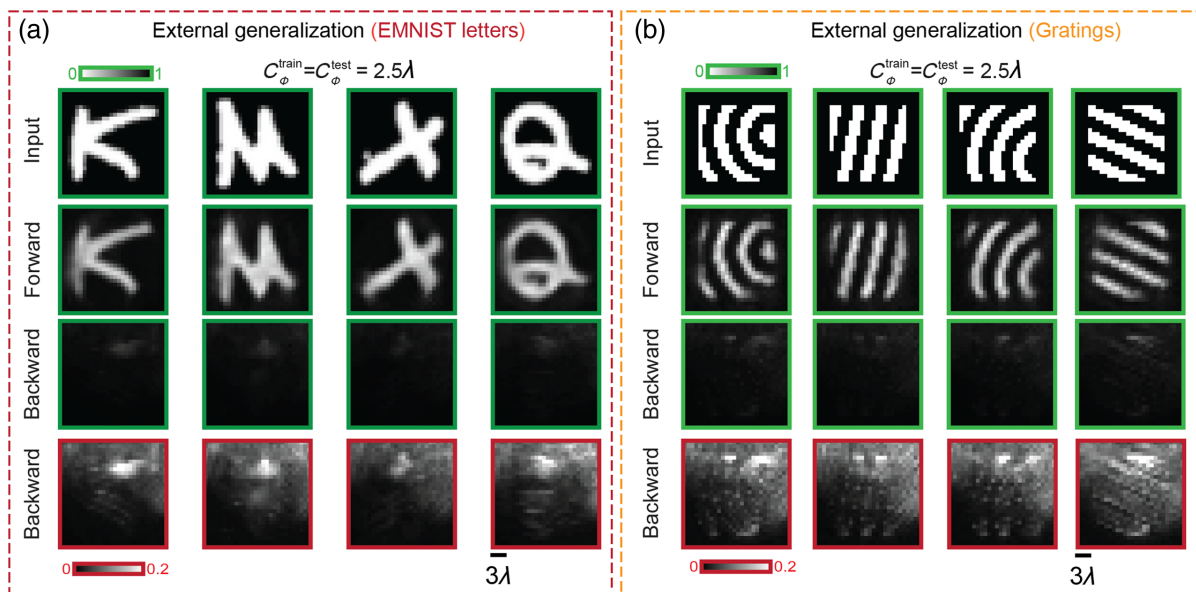 (a) External generalization (EMNIST letters)
0 1 C_Φ^train=C_Φ^test = 2.5λ
Input
Forward
Backward
Backward
0 0.2
3λ
(b) External generalization (Gratings)
0 1 C_Φ^train=C_Φ^test = 2.5λ
Input
Forward
Backward
Backward
0 0.2
3λ